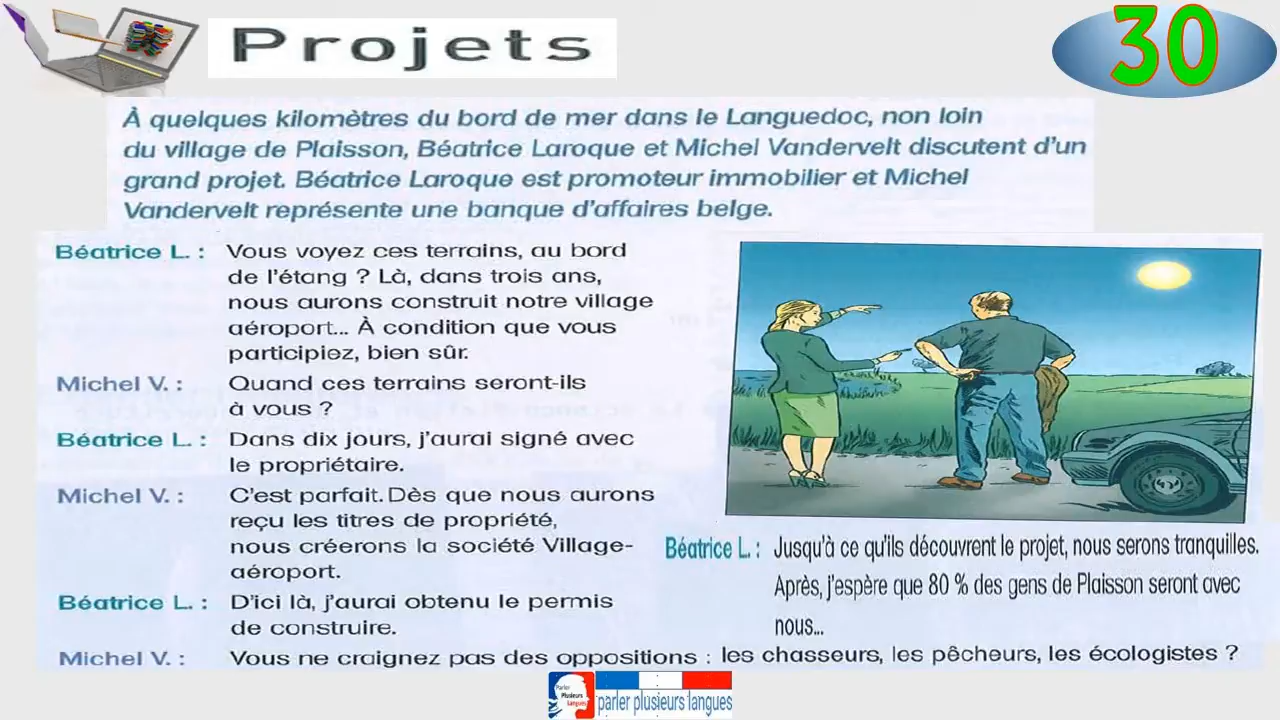 Projets
30
À quelques kilomètres du bord de mer dans le Languedoc, non loin
du village de Plaisson, Béatrice Laroque et Michel Vandervelt discutent d'un
grand projet. Béatrice Laroque est promoteur immobilier et Michel
Vandervelt représente une banque d'affaires belge.
Béatrice L. : Vous voyez ces terrains, au bord
de l'étang ? Là, dans trois ans,
nous aurons construit notre village
aéroport... À condition que vous
participiez, bien sûr.
Michel V. : Quand ces terrains seront-ils
à vous ?
Béatrice L. : Dans dix jours, j'aurai signé avec
le propriétaire.
Michel V. : C'est parfait. Dès que nous aurons
reçu les titres de propriété,
nous créerons la société Village-
aéroport.
Béatrice L. : D'ici là, j'aurai obtenu le permis
de construire.
Michel V. : Vous ne craignez pas des oppositions : les chasseurs, les pêcheurs, les écologistes ?
Béatrice L. : Jusqu'à ce qu'ils découvrent le projet, nous serons tranquilles.
Après, j'espère que 80 % des gens de Plaisson seront avec
nous...
Parler
Plusieurs
langues
parler plusieurs langues